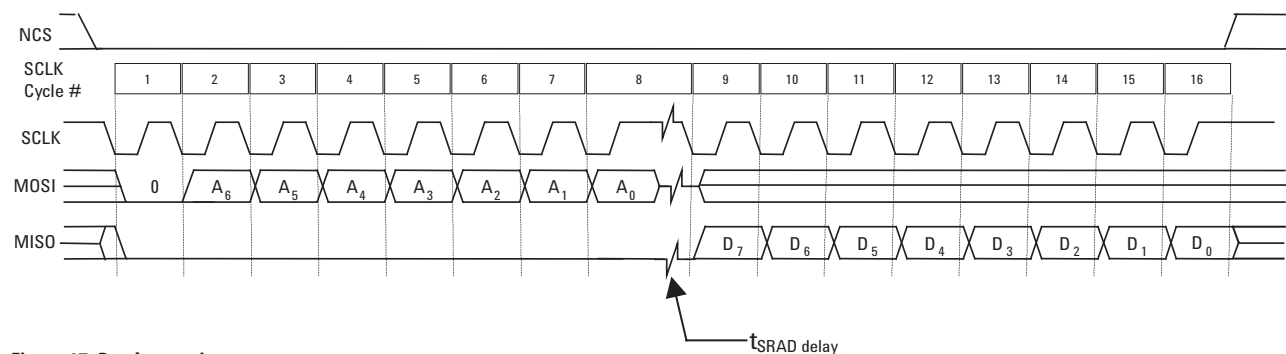 NCS
SCLK
Cycle #
1 2 3 4 5 6 7 8 9 10 11 12 13 14 15 16
SCLK
MOSI 0 A6 A5 A4 A3 A2 A1 A0
MISO D7 D6 D5 D4 D3 D2 D1 D0
tSRAD delay